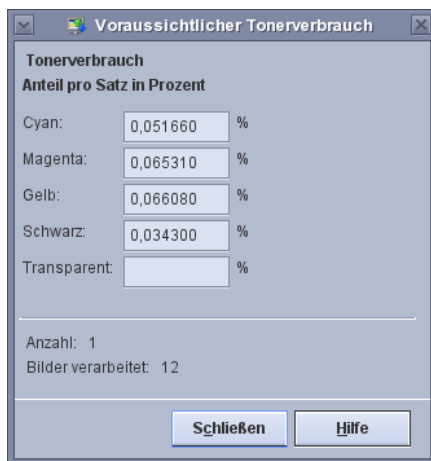 Voraussichtlicher Tonerverbrauch
Tonerverbrauch
Anteil pro Satz in Prozent
Cyan: 0,051660 %
Magenta: 0,065310 %
Gelb: 0,066080 %
Schwarz: 0,034300 %
Transparent: %
Anzahl: 1
Bilder verarbeitet: 12
Schließen Hilfe